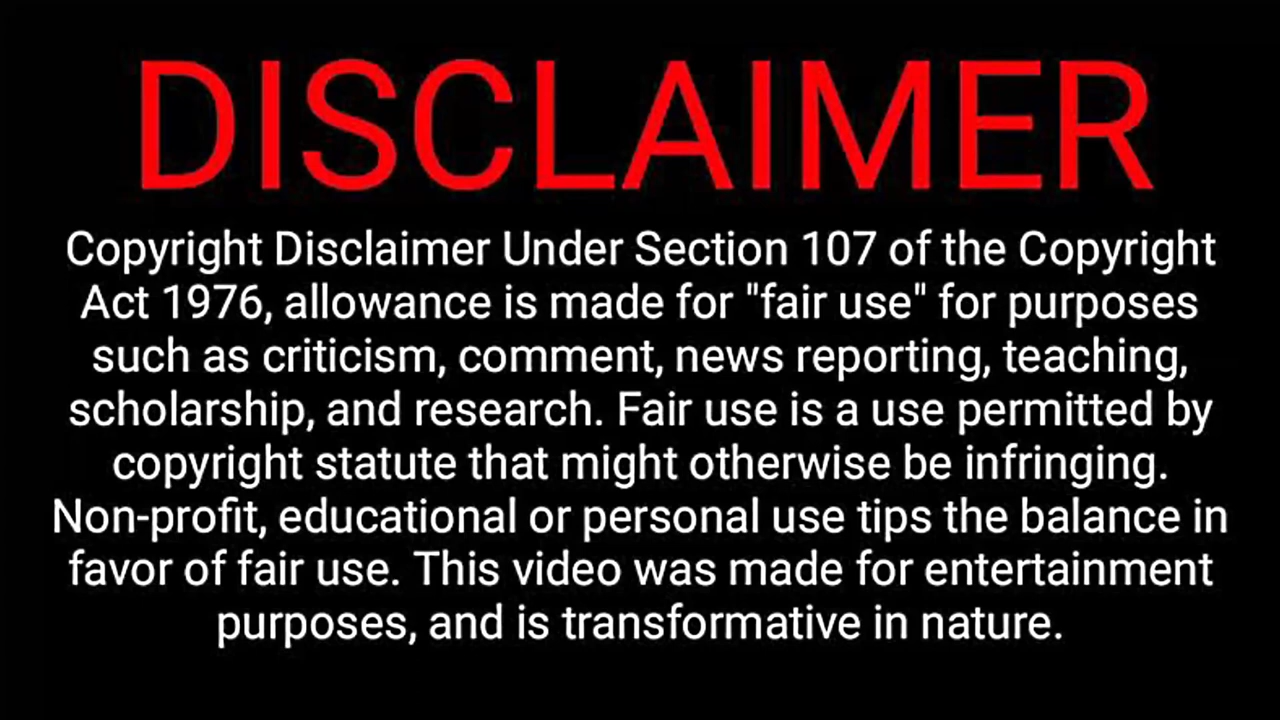 DISCLAIMER
Copyright Disclaimer Under Section 107 of the Copyright
Act 1976, allowance is made for "fair use" for purposes
such as criticism, comment, news reporting, teaching,
scholarship, and research. Fair use is a use permitted by
copyright statute that might otherwise be infringing.
Non-profit, educational or personal use tips the balance in
favor of fair use. This video was made for entertainment
purposes, and is transformative in nature.